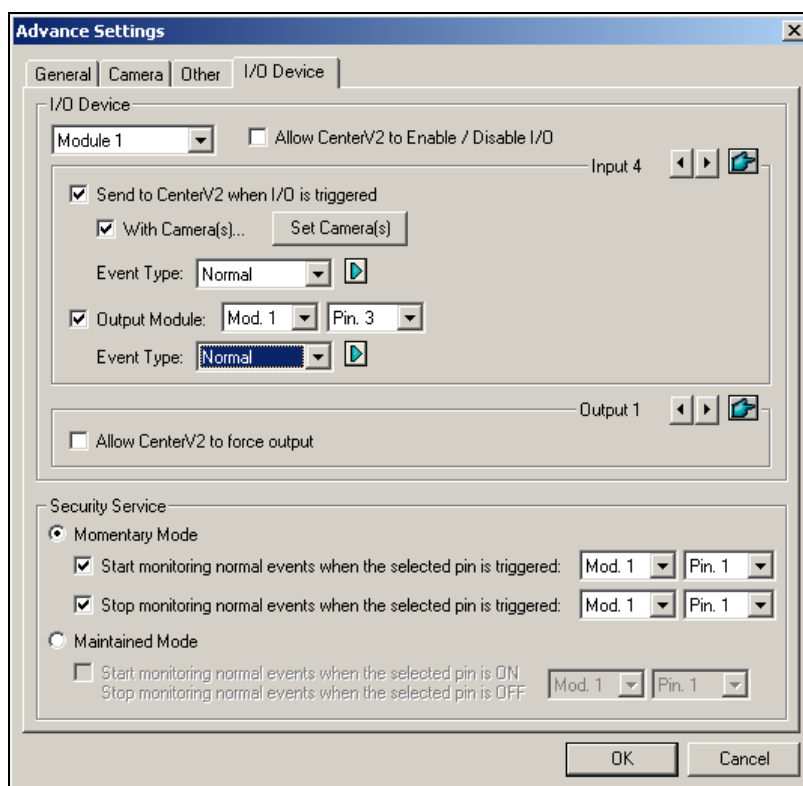 Advance Settings
General Camera Other I/O Device
I/O Device
Module 1 Allow CenterV2 to Enable / Disable I/O
Input 4
Send to CenterV2 when I/O is triggered
With Camera(s)... Set Camera(s)
Event Type: Normal
Output Module: Mod. 1 Pin. 3
Event Type: Normal
Output 1
Allow CenterV2 to force output
Security Service
Momentary Mode
Start monitoring normal events when the selected pin is triggered: Mod. 1 Pin. 1
Stop monitoring normal events when the selected pin is triggered: Mod. 1 Pin. 1
Maintained Mode
Start monitoring normal events when the selected pin is ON
Stop monitoring normal events when the selected pin is OFF Mod. 1 Pin. 1
OK Cancel